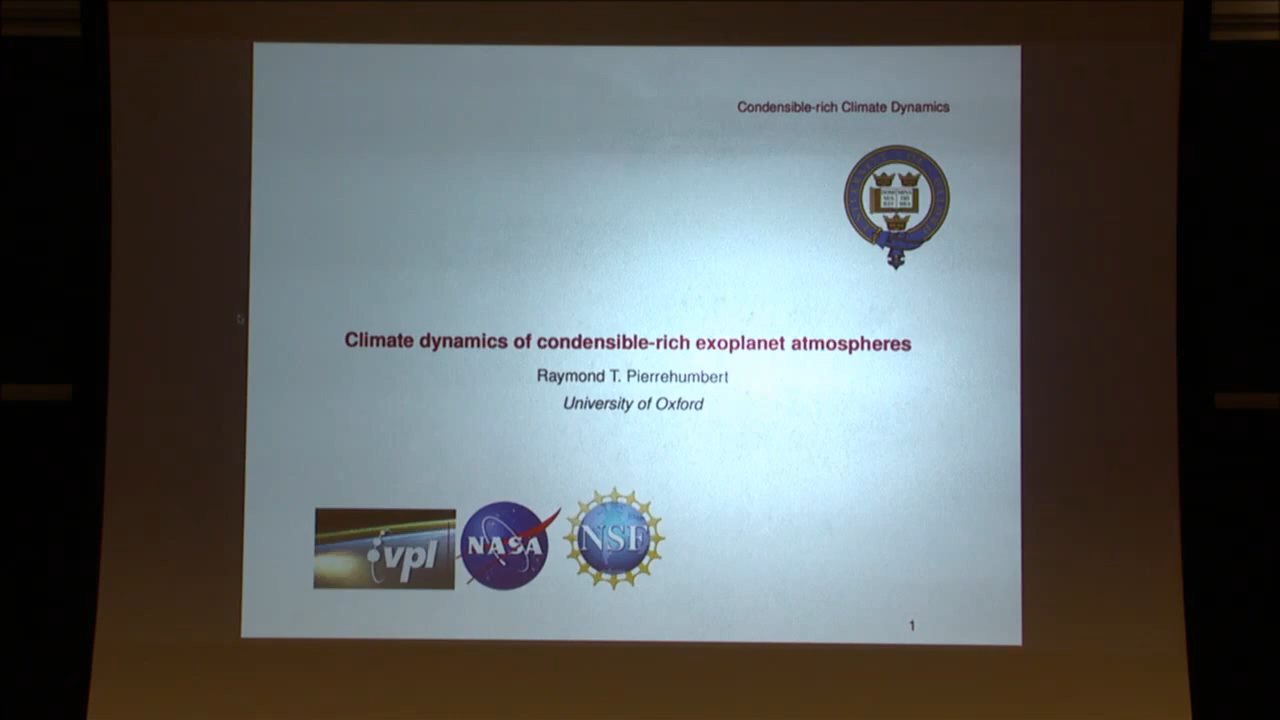 Condensible-rich Climate Dynamics
Climate dynamics of condensible-rich exoplanet atmospheres
Raymond T. Pierrehumbert
University of Oxford
vpl
NASA
NSF
1